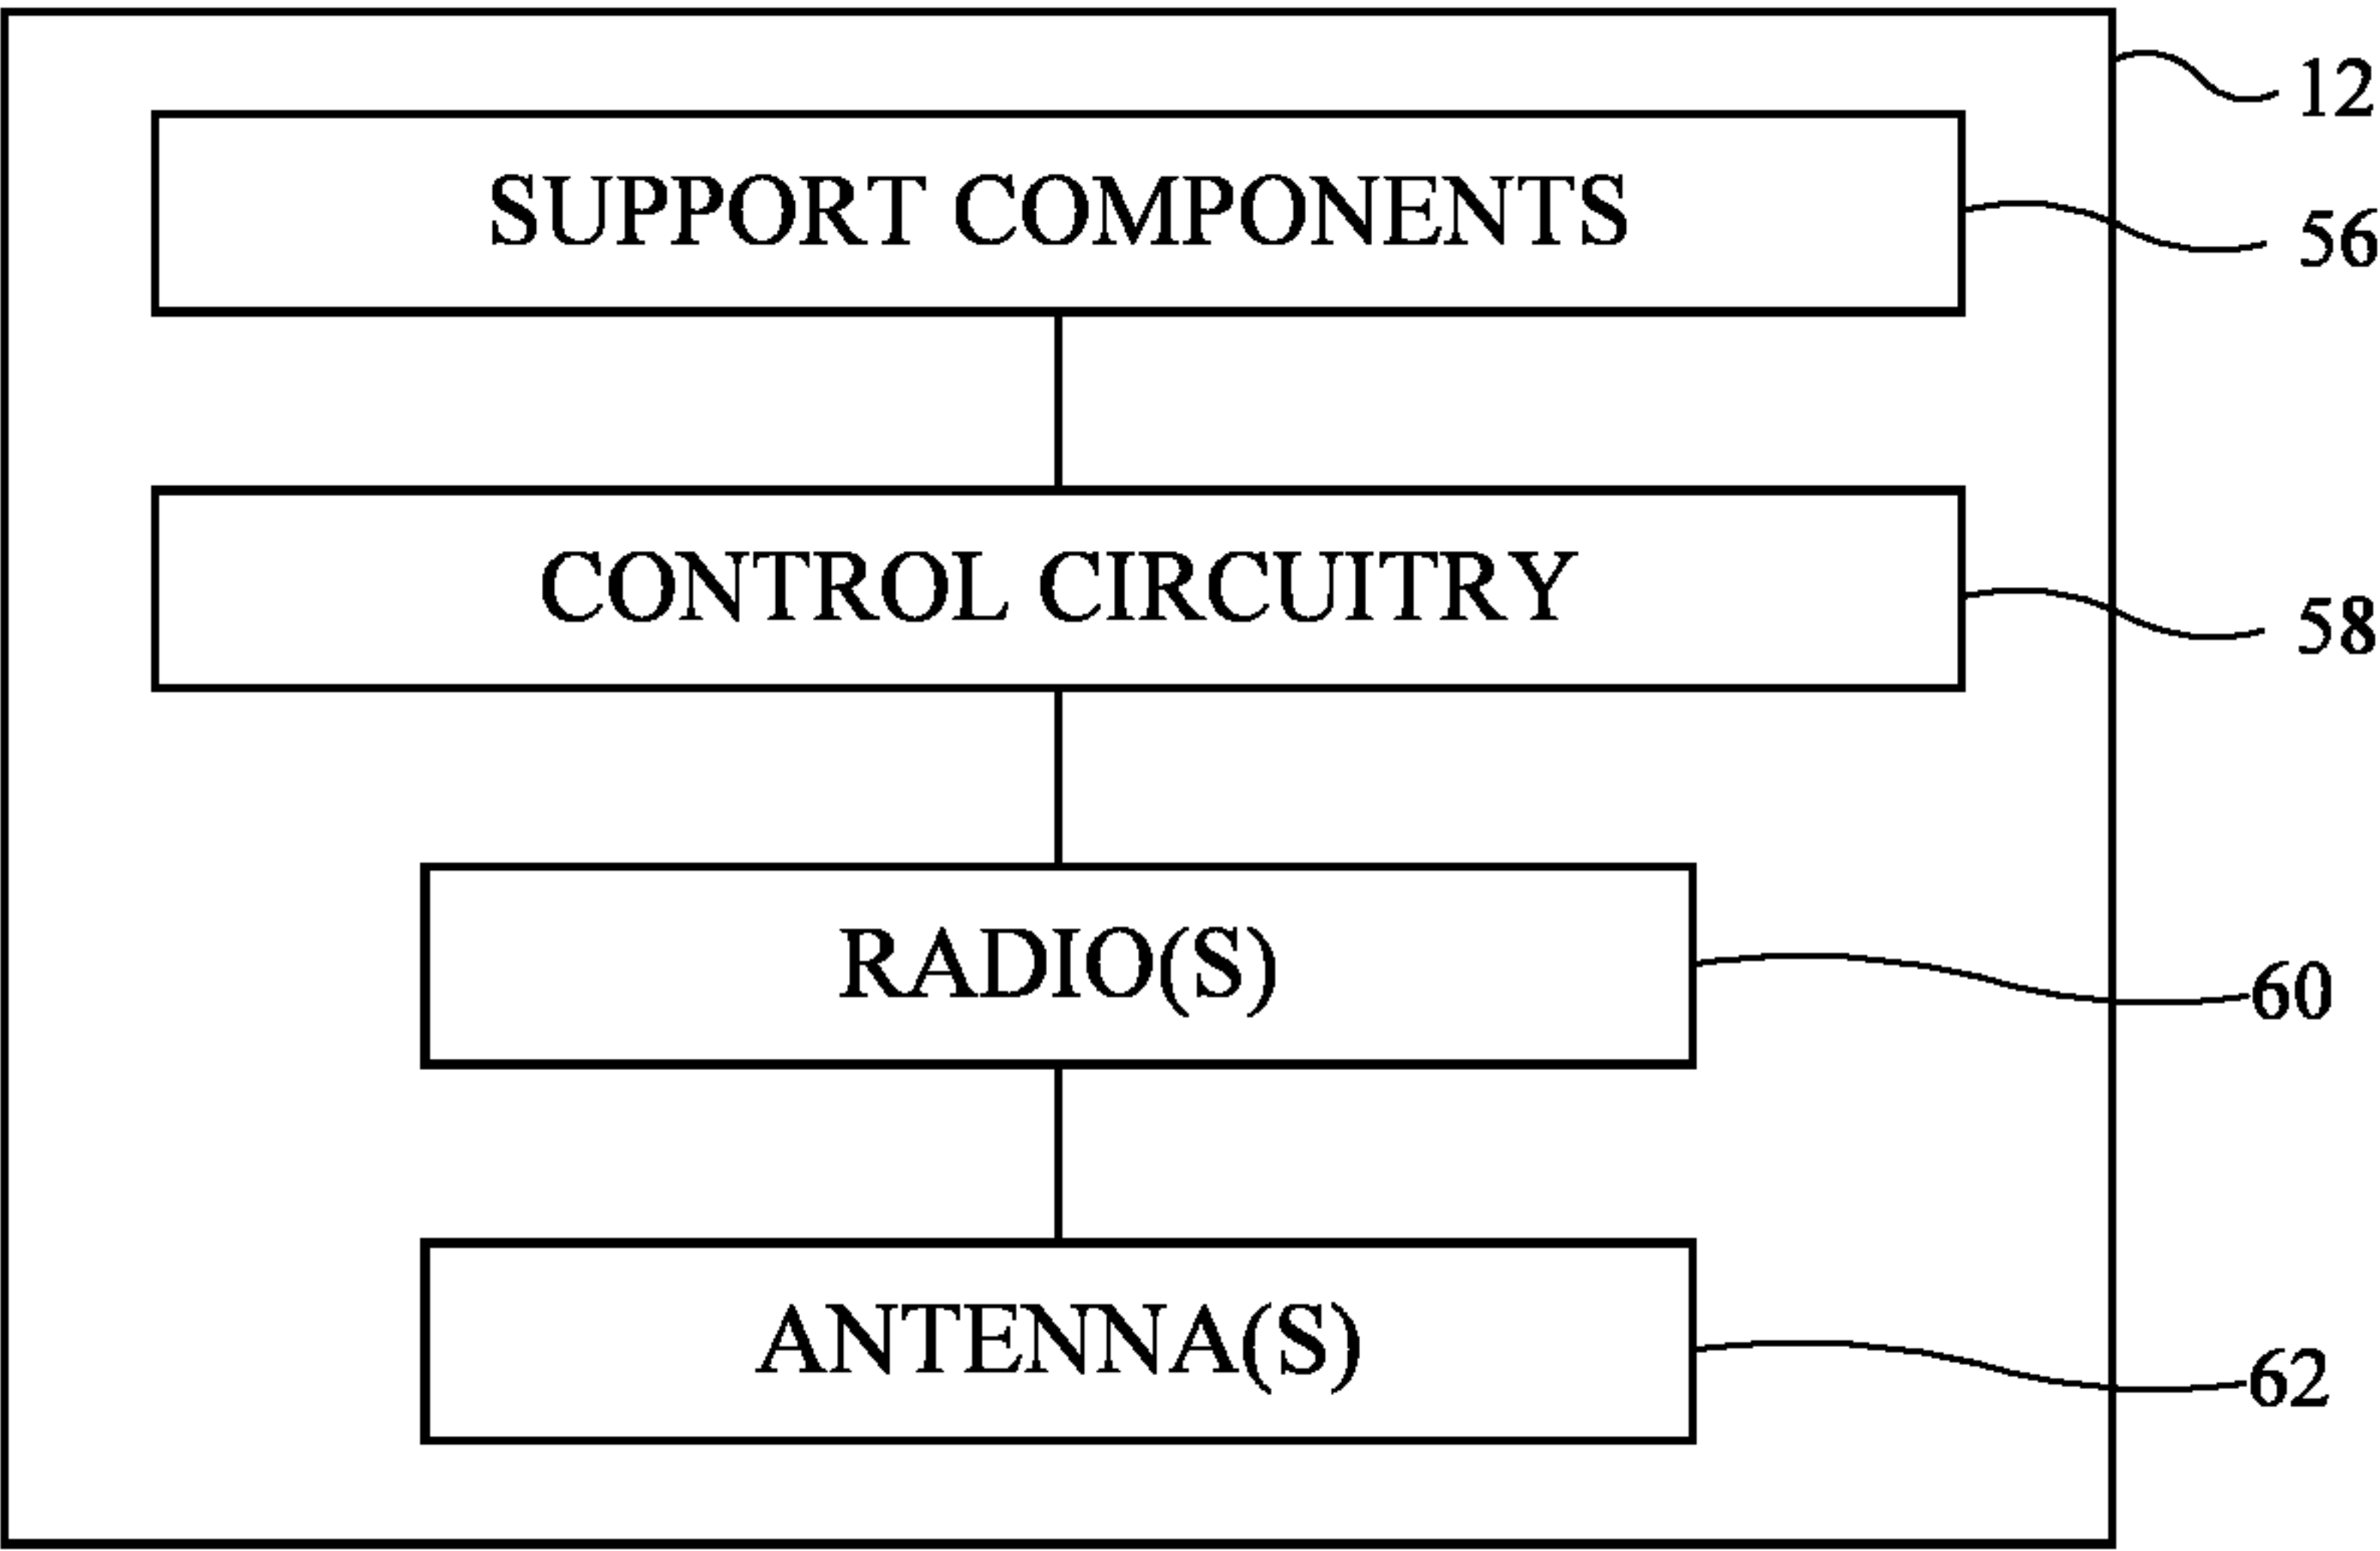 12
SUPPORT COMPONENTS
56
CONTROL CIRCUITRY
58
RADIO(S)
60
ANTENNA(S)
62